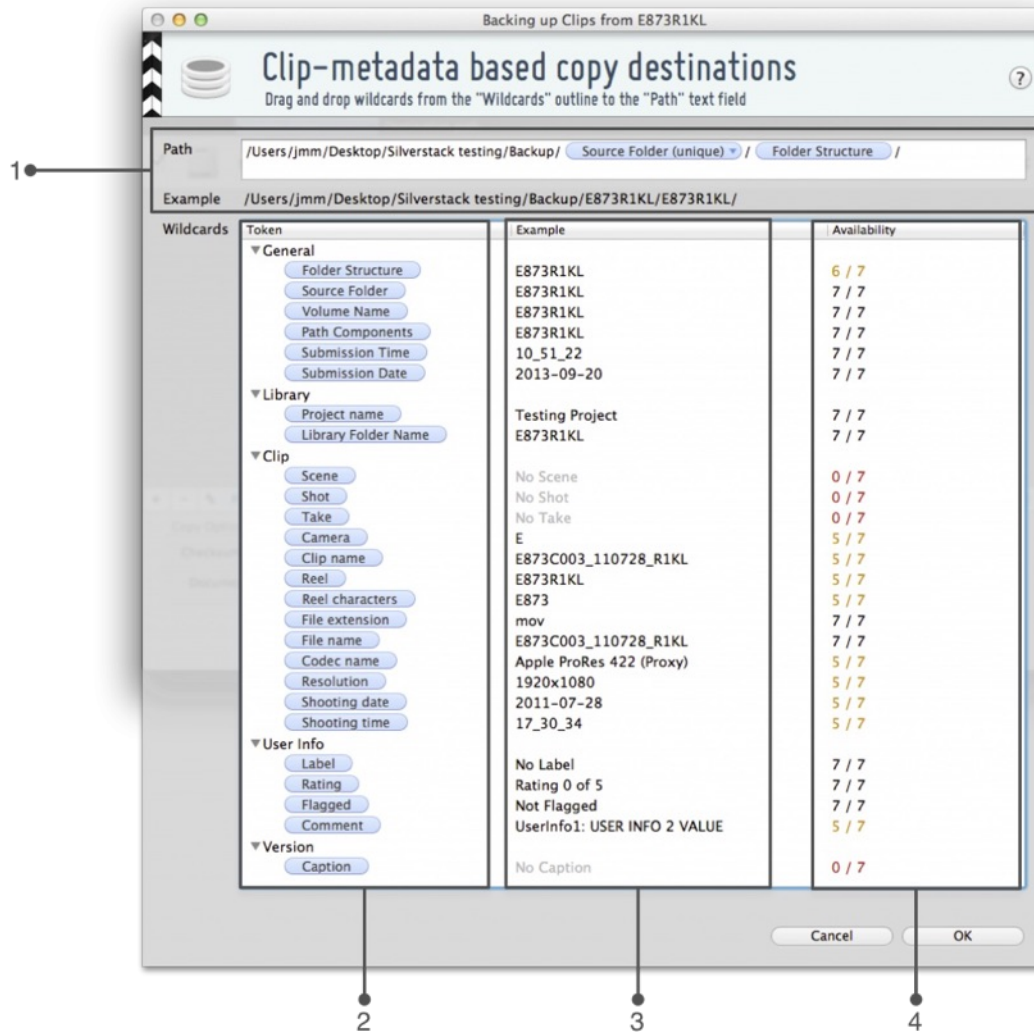 Backing up Clips from E873R1KL
Clip-metadata based copy destinations
?
Drag and drop wildcards from the "Wildcards" outline to the "Path" text field
1
Path /Users/jmm/Desktop/Silverstack testing/Backup/ Source Folder (unique) / Folder Structure /
Example /Users/jmm/Desktop/Silverstack testing/Backup/E873R1KL/E873R1KL/
Wildcards Token Example Availability
General
Folder Structure E873R1KL 6 / 7
Source Folder E873R1KL 7 / 7
Volume Name E873R1KL 7 / 7
Path Components E873R1KL 7 / 7
Submission Time 10_51_22 7 / 7
Submission Date 2013-09-20 7 / 7
Library
Project name Testing Project 7 / 7
Library Folder Name E873R1KL 7 / 7
Clip
Scene No Scene 0 / 7
Shot No Shot 0 / 7
Take No Take 0 / 7
Camera E 5 / 7
Clip name E873C003_110728_R1KL 5 / 7
Reel E873R1KL 5 / 7
Reel characters E873 5 / 7
File extension mov 7 / 7
File name E873C003_110728_R1KL 7 / 7
Codec name Apple ProRes 422 (Proxy) 5 / 7
Resolution 1920x1080 5 / 7
Shooting date 2011-07-28 5 / 7
Shooting time 17_30_34 5 / 7
User Info
Label No Label 7 / 7
Rating Rating 0 of 5 7 / 7
Flagged Not Flagged 7 / 7
Comment UserInfo1: USER INFO 2 VALUE 5 / 7
Version
Caption No Caption 0 / 7
Cancel OK
2 3 4